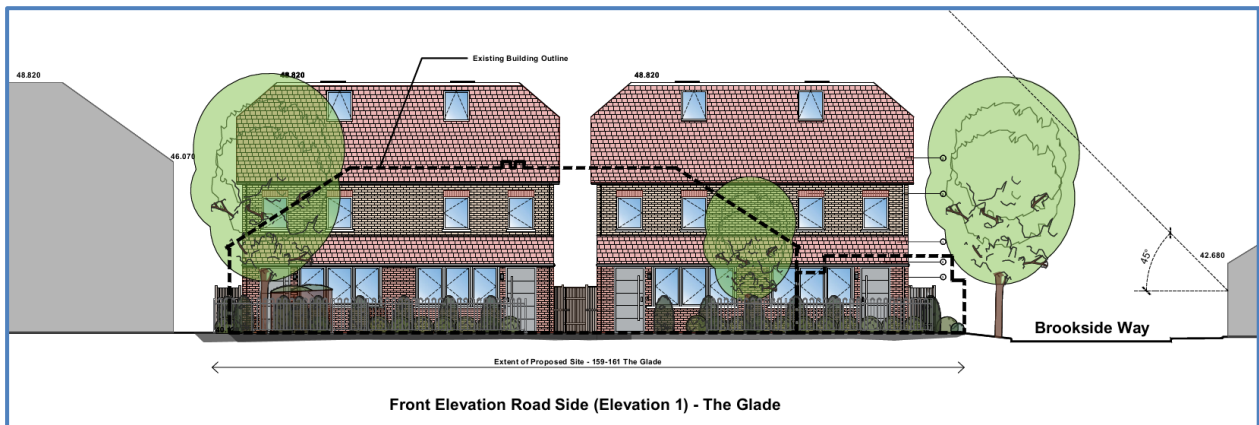 Existing Building Outline
48.820
48.820
48.820
46.070
45°
42.680
Brookside Way
Extent of Proposed Site - 159-161 The Glade
Front Elevation Road Side (Elevation 1) - The Glade